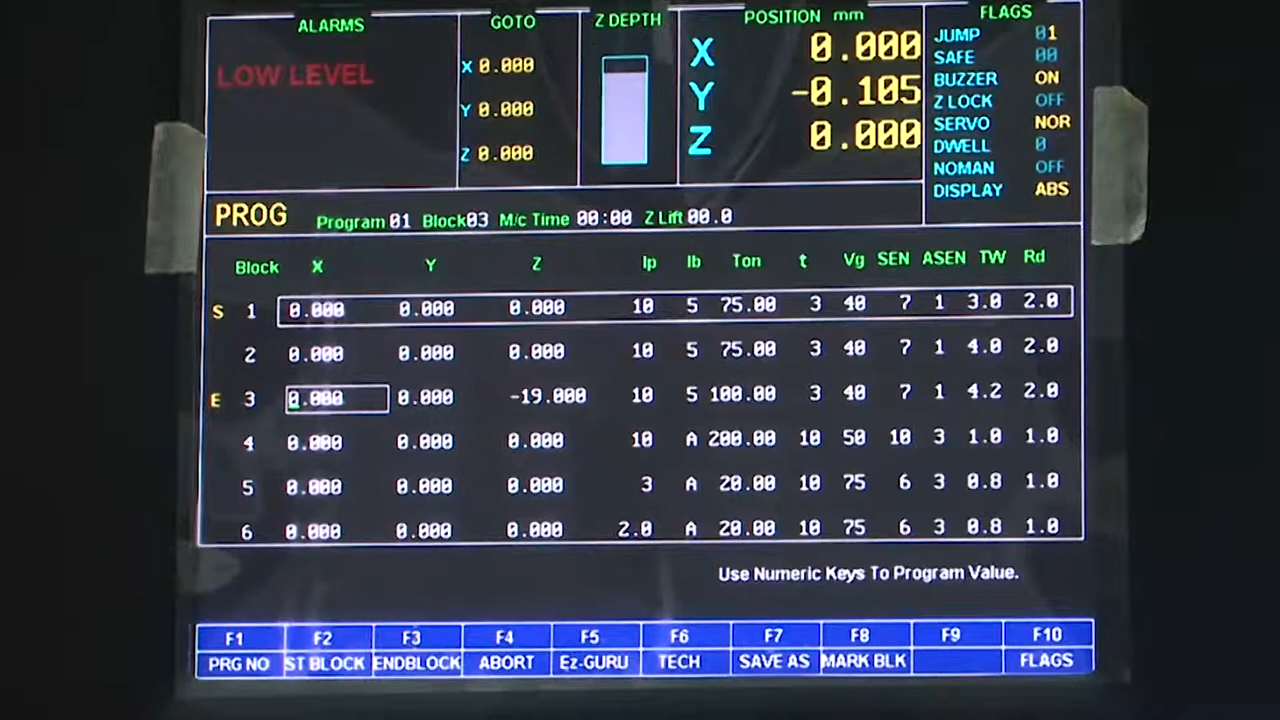 ALARMS GOTO Z DEPTH POSITION mm FLAGS
LOW LEVEL
X 0.000
Y 0.000
Z 0.000
X 0.000
Y -0.105
Z 0.000
JUMP 01
SAFE 00
BUZZER ON
Z LOCK OFF
SERVO NOR
DWELL 0
NOMAN OFF
DISPLAY ABS
PROG Program 01 Block03 M/c Time 00:00 Z Lift 00.0
Block X Y Z Ip Ib Ton t Vg SEN ASEN TW Rd
S 1 0.000 0.000 0.000 10 5 75.00 3 40 7 1 3.0 2.0
2 0.000 0.000 0.000 10 5 75.00 3 40 7 1 4.0 2.0
E 3 0.000 0.000 -19.000 10 5 100.00 3 40 7 1 4.2 2.0
4 0.000 0.000 0.000 10 A 200.00 10 50 10 3 1.0 1.0
5 0.000 0.000 0.000 3 A 20.00 10 75 6 3 0.8 1.0
6 0.000 0.000 0.000 2.0 A 20.00 10 75 6 3 0.8 1.0
Use Numeric Keys To Program Value.
F1 F2 F3 F4 F5 F6 F7 F8 F9 F10
PRG NO ST BLOCK ENDBLOCK ABORT Ez-GURU TECH SAVE AS MARK BLK FLAGS